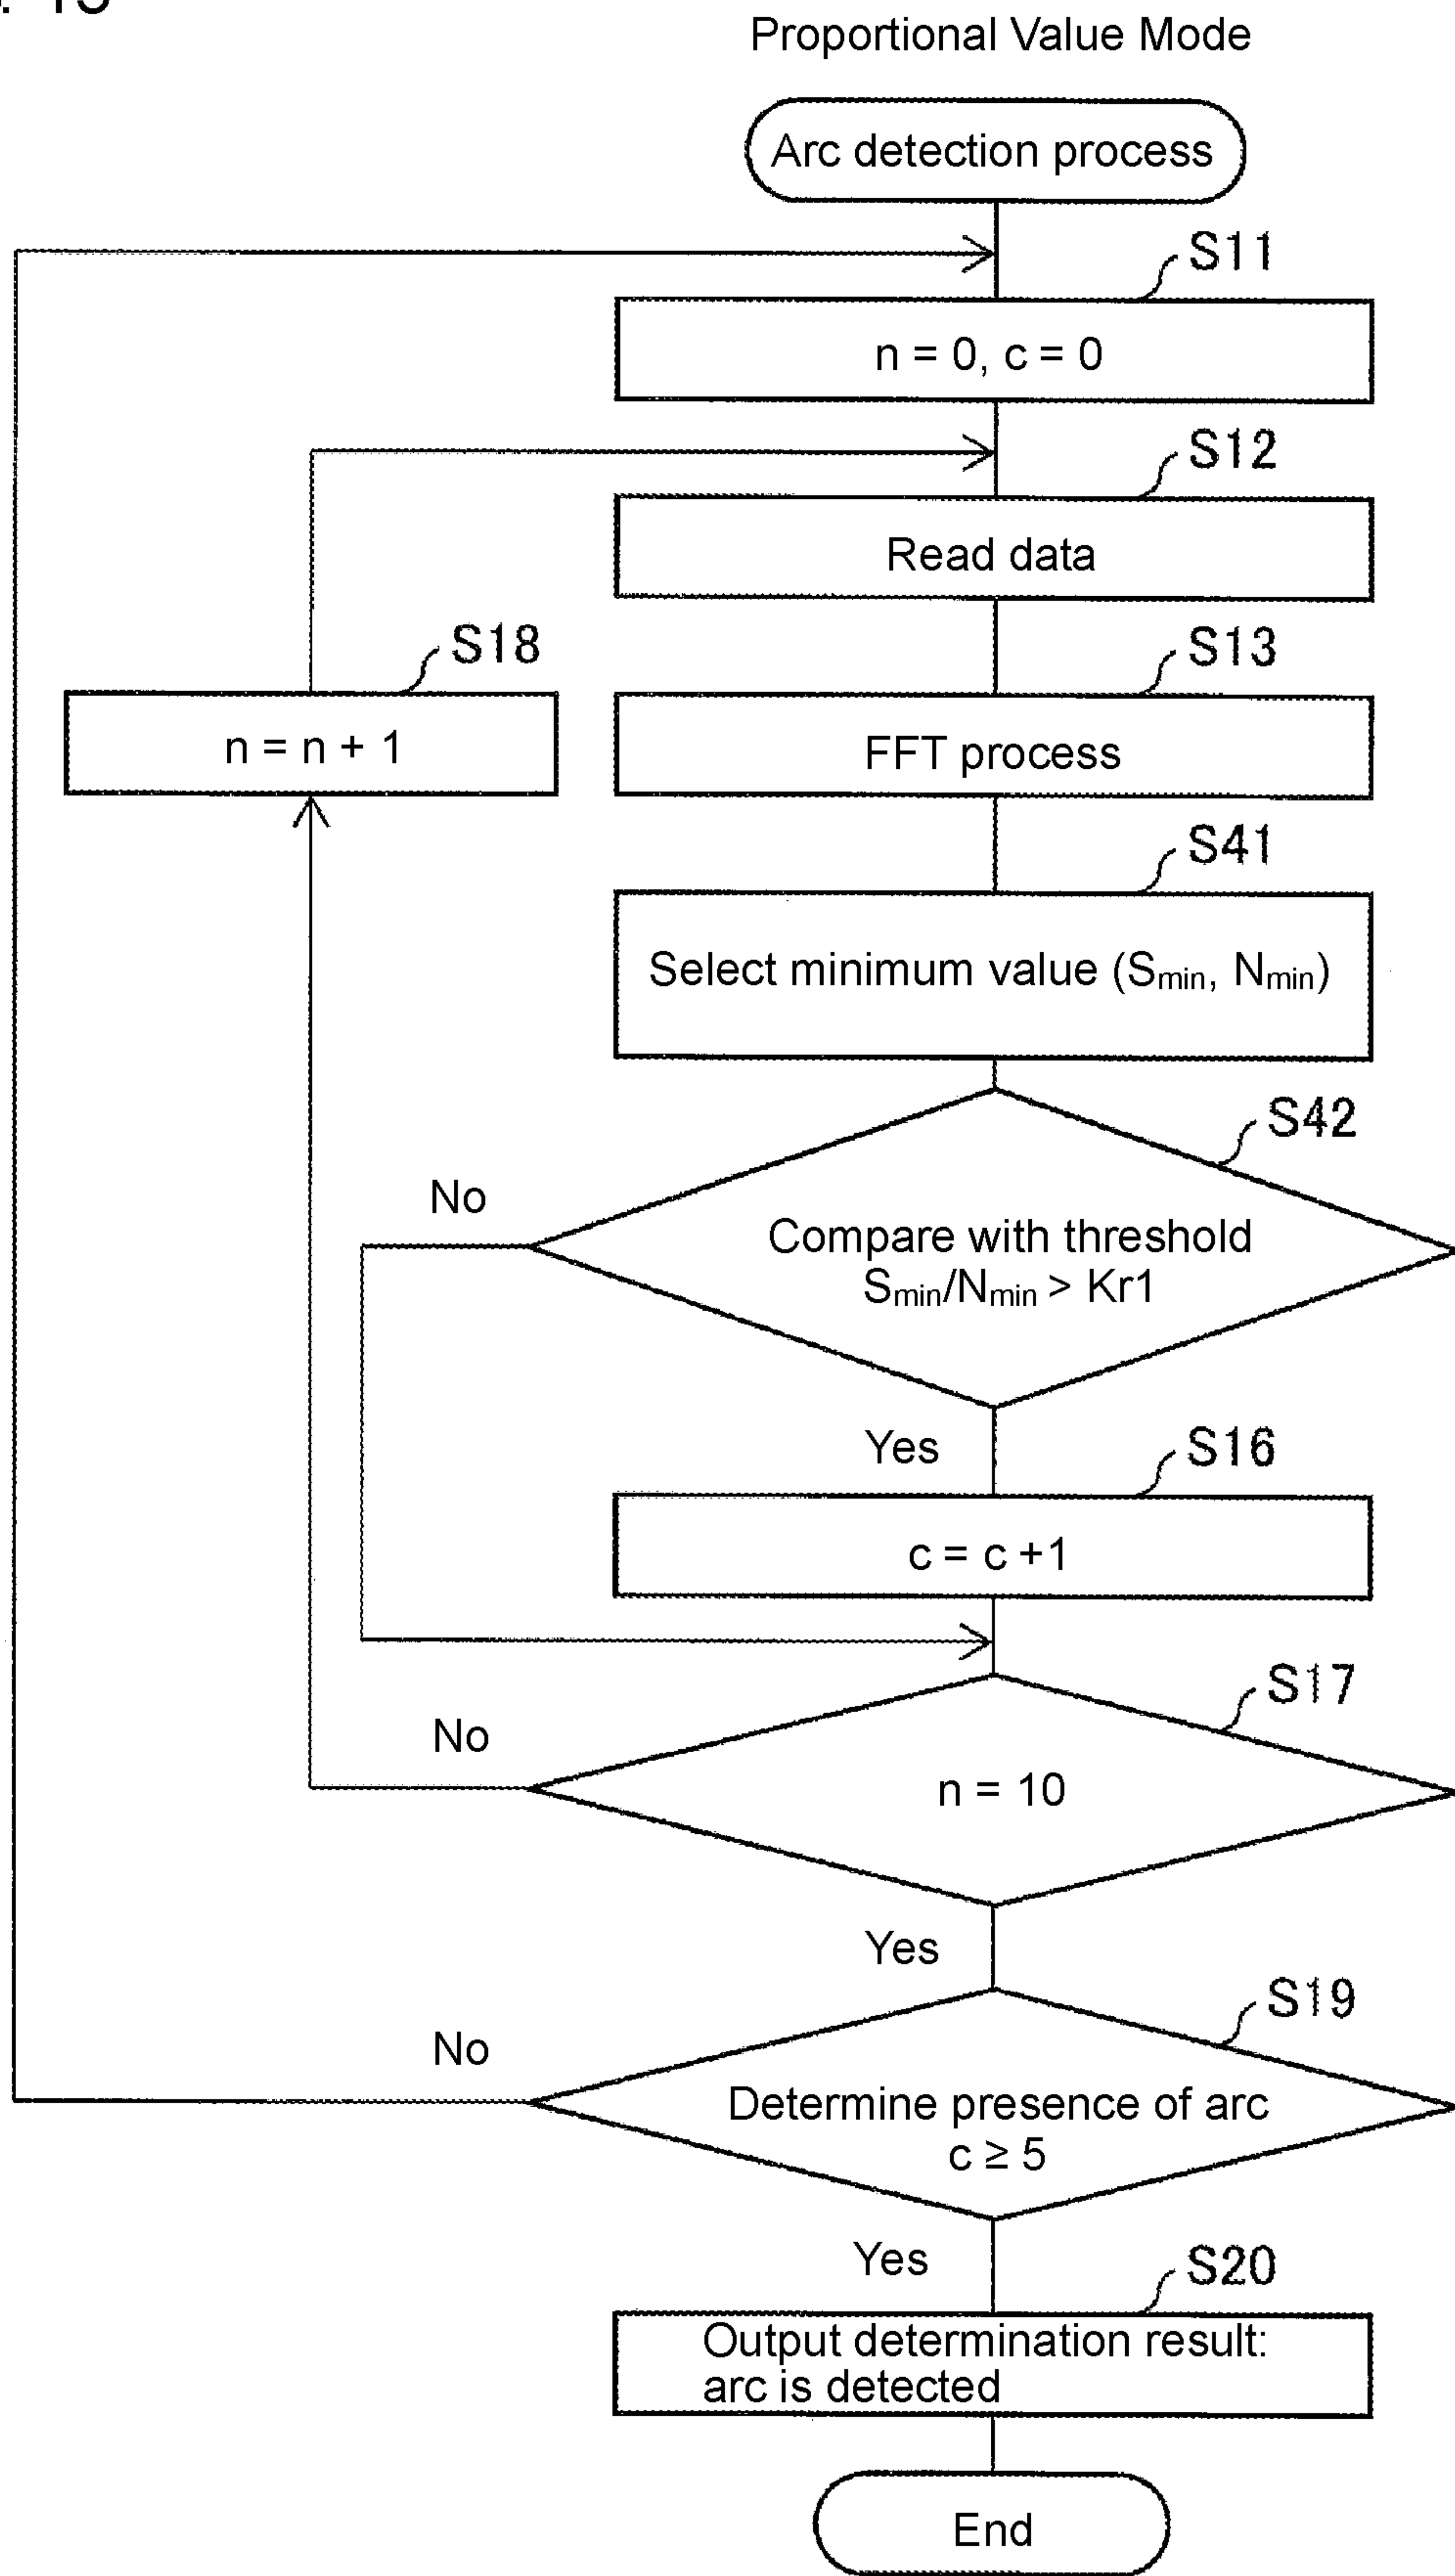 Proportional Value Mode
Arc detection process
S11
n = 0, c = 0
S12
Read data
S18
n = n + 1
S13
FFT process
S41
Select minimum value (Smin, Nmin)
S42
No
Compare with threshold
Smin/Nmin > Kr1
Yes
S16
c = c +1
S17
No
n = 10
Yes
S19
No
Determine presence of arc
c ≥ 5
Yes
S20
Output determination result:
arc is detected
End